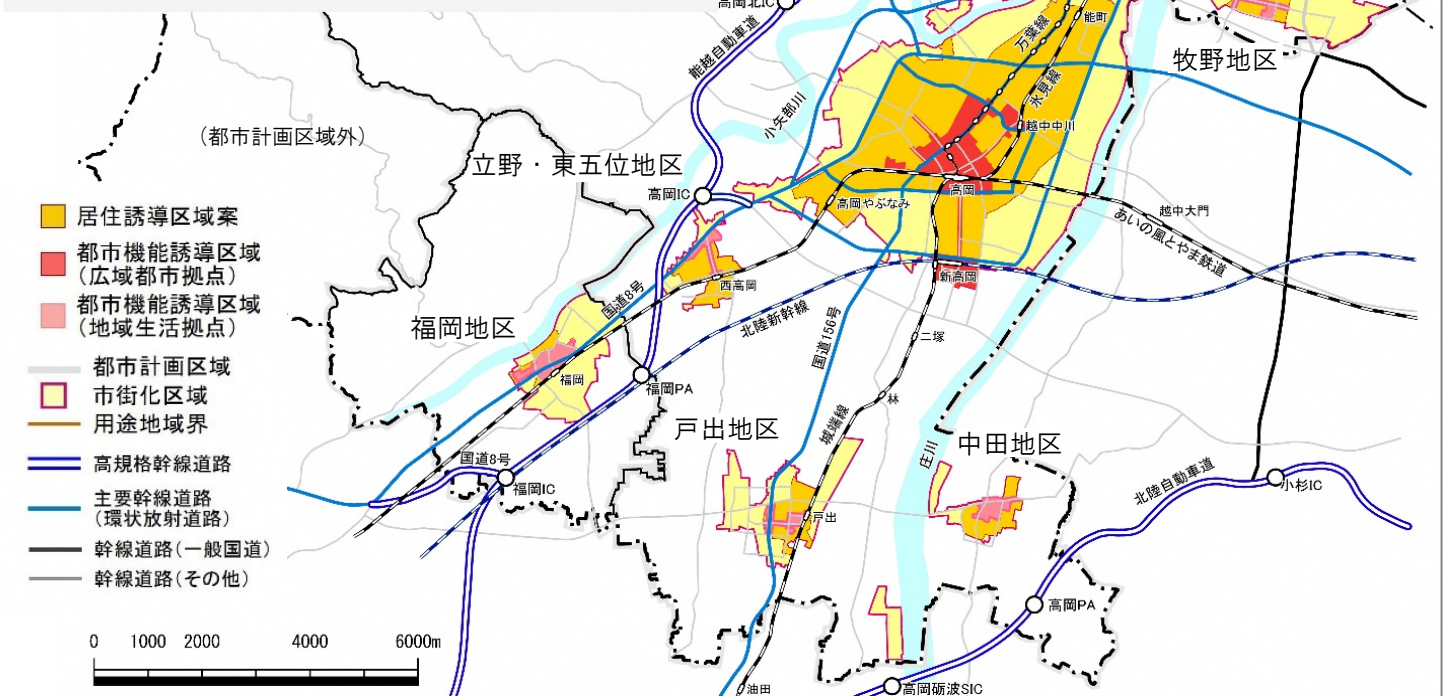 高岡北IC
能越自動車道
万葉線
能町
氷見線
牧野地区
小矢部川
越中中川
（都市計画区域外）
立野・東五位地区
高岡IC
高岡
高岡やぶなみ
越中大門
あいの風とやま鉄道
居住誘導区域案
都市機能誘導区域
（広域都市拠点）
都市機能誘導区域
（地域生活拠点）
都市計画区域
市街化区域
用途地域界
高規格幹線道路
主要幹線道路
（環状放射道路）
幹線道路（一般国道）
幹線道路（その他）
西高岡
新高岡
国道8号
北陸新幹線
福岡地区
国道156号
二塚
福岡
福岡PA
林
戸出地区
城端線
庄川
中田地区
国道8号
福岡IC
北陸自動車道
小杉IC
戸出
高岡PA
0 1000 2000 4000 6000m
油田
高岡砺波SIC